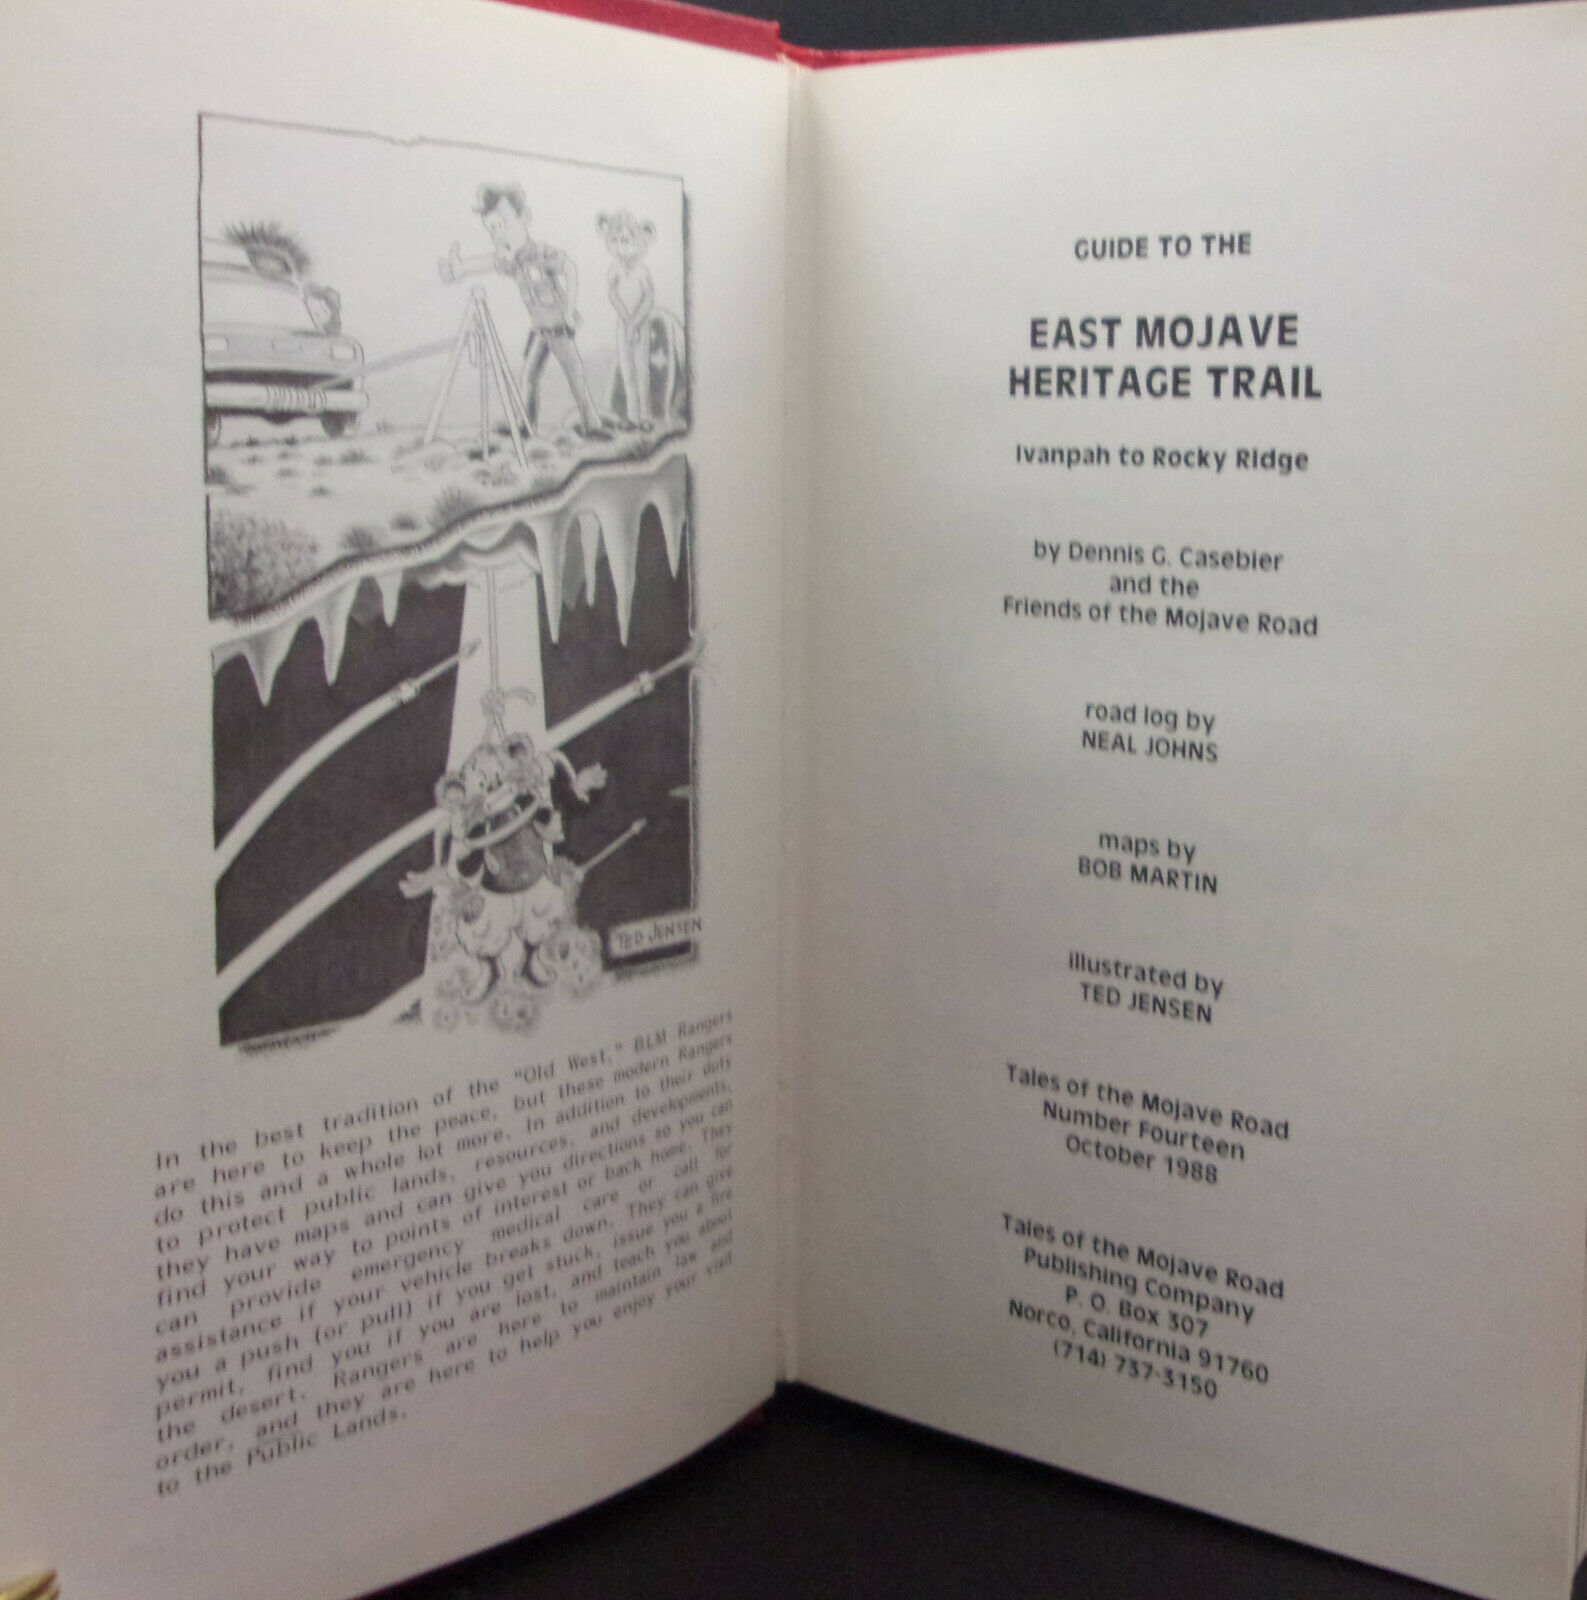 TED JENSEN
In the best tradition of the "Old West," BLM Rangers
are here to keep the peace, but these modern Rangers
do this and a whole lot more. In addition to their duty
to protect public lands, resources, and developments,
they have maps and can give you directions so you can
find your way to points of interest or back home. They
can provide emergency medical care or call for
assistance if your vehicle breaks down. They can give
you a push (or pull) if you get stuck, issue you a fire
permit, find you if you are lost, and teach you about
the desert. Rangers are here to maintain law and
order, and they are here to help you enjoy your visit
to the Public Lands.
GUIDE TO THE
EAST MOJAVE
HERITAGE TRAIL
Ivanpah to Rocky Ridge
by Dennis G. Casebier
and the
Friends of the Mojave Road
road log by
NEAL JOHNS
maps by
BOB MARTIN
illustrated by
TED JENSEN
Tales of the Mojave Road
Number Fourteen
October 1988
Tales of the Mojave Road
Publishing Company
P. O. Box 307
Norco, California 91760
(714) 737-3150